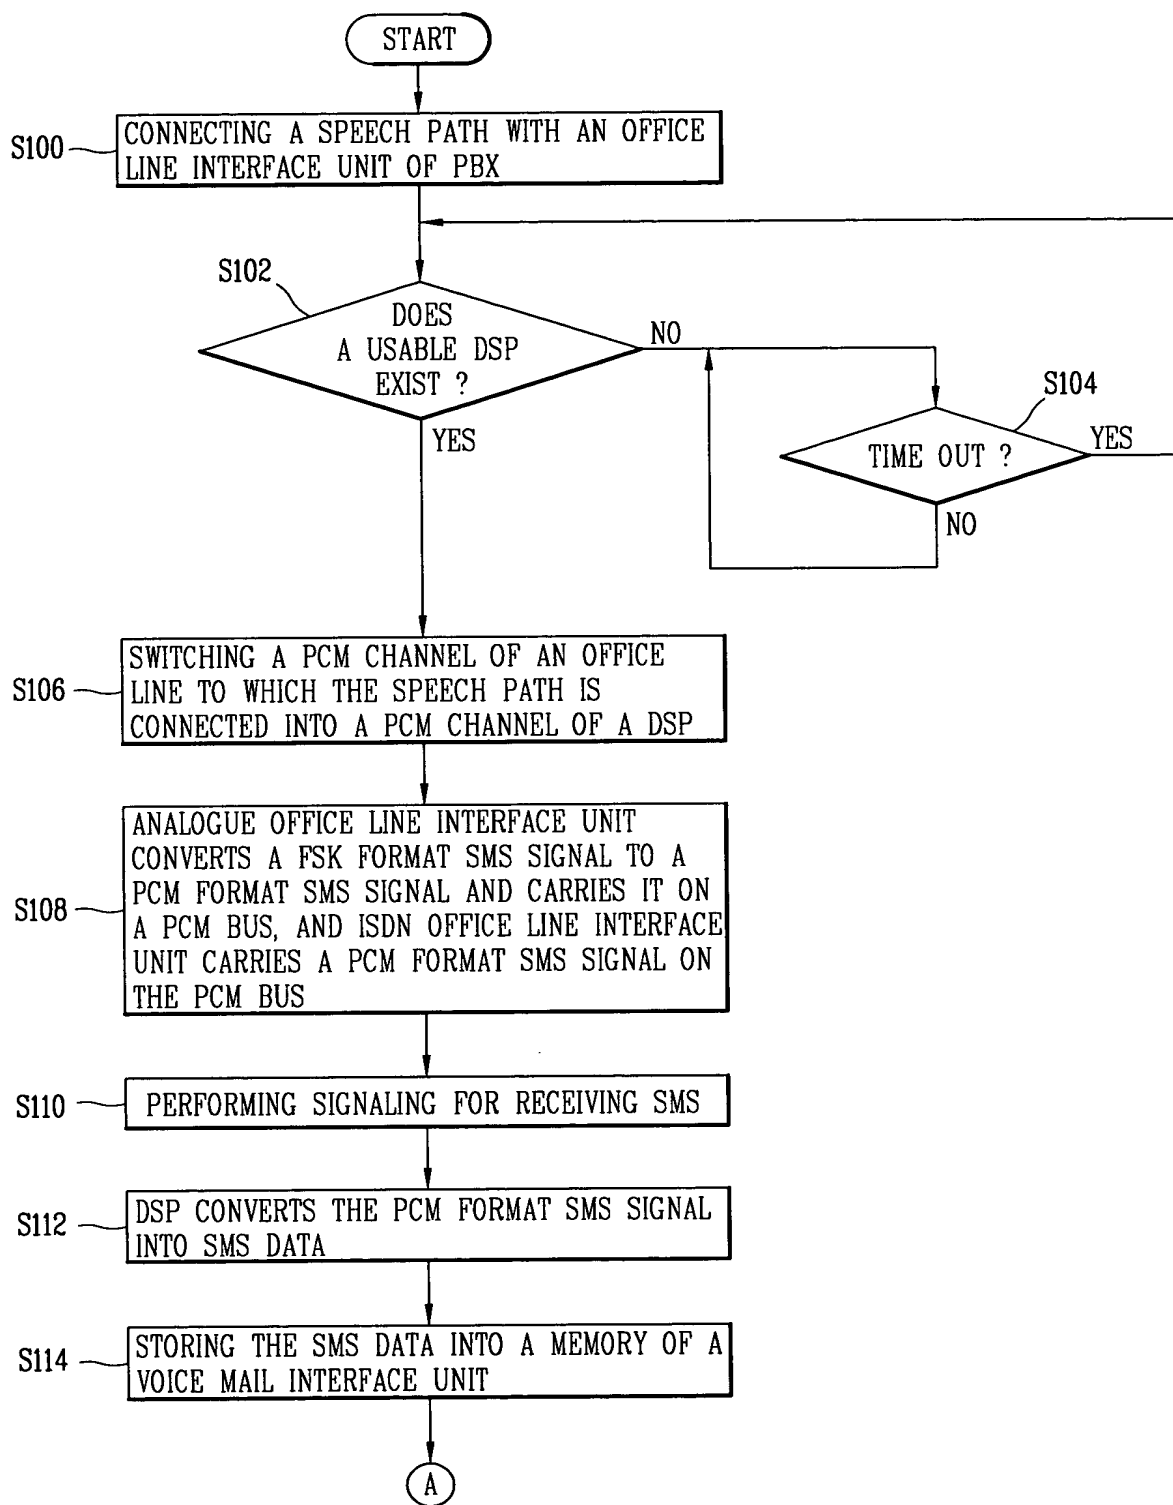 START
S100
CONNECTING A SPEECH PATH WITH AN OFFICE
LINE INTERFACE UNIT OF PBX
S102
DOES
A USABLE DSP
EXIST ?
NO
YES
S104
TIME OUT ?
YES
NO
S106
SWITCHING A PCM CHANNEL OF AN OFFICE
LINE TO WHICH THE SPEECH PATH IS
CONNECTED INTO A PCM CHANNEL OF A DSP
S108
ANALOGUE OFFICE LINE INTERFACE UNIT
CONVERTS A FSK FORMAT SMS SIGNAL TO A
PCM FORMAT SMS SIGNAL AND CARRIES IT ON
A PCM BUS, AND ISDN OFFICE LINE INTERFACE
UNIT CARRIES A PCM FORMAT SMS SIGNAL ON
THE PCM BUS
S110
PERFORMING SIGNALING FOR RECEIVING SMS
S112
DSP CONVERTS THE PCM FORMAT SMS SIGNAL
INTO SMS DATA
S114
STORING THE SMS DATA INTO A MEMORY OF A
VOICE MAIL INTERFACE UNIT
A